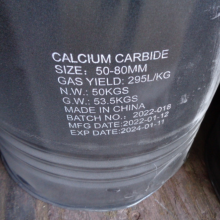 CALCIUM CARBIDE
SIZE: 50-80MM
GAS YIELD: 295L/KG
N.W.: 50KGS
G.W.: 53.5KGS
MADE IN CHINA
BATCH NO.: 2022-018
MFG DATE:2022-01-12
EXP DATE:2024-01-11